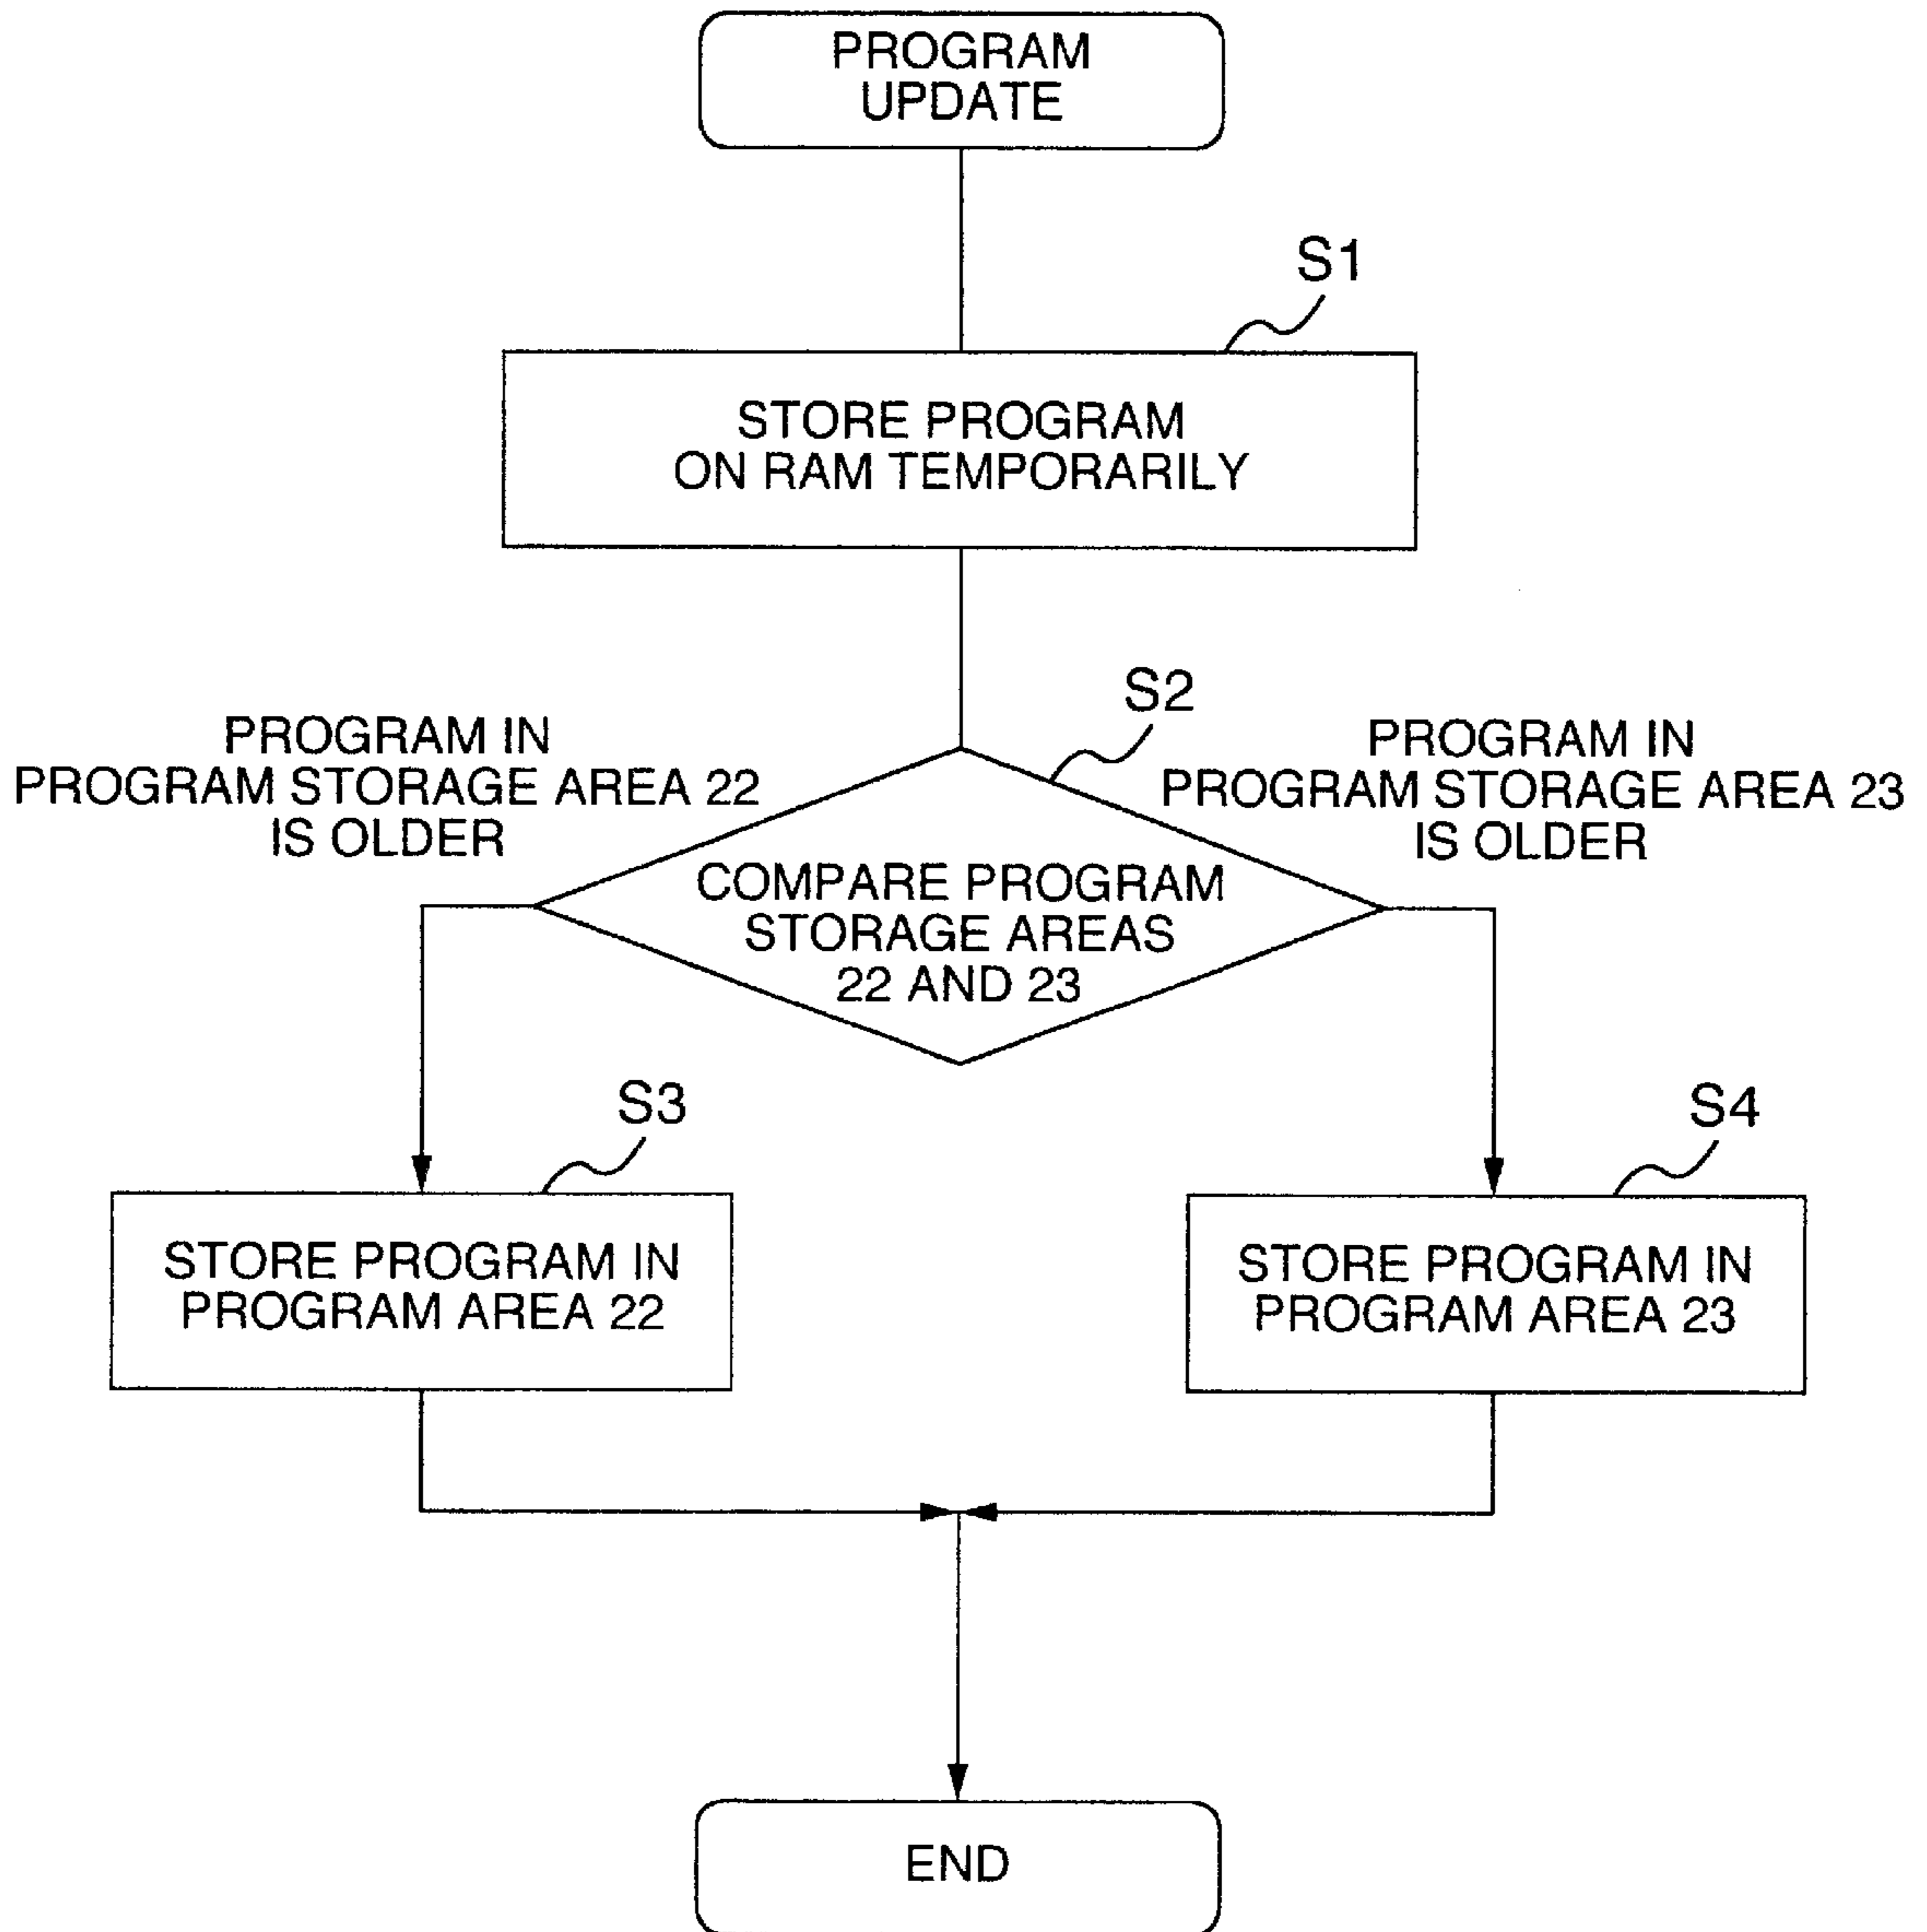 PROGRAM
UPDATE
S1
STORE PROGRAM
ON RAM TEMPORARILY
S2
PROGRAM IN
PROGRAM STORAGE AREA 22
IS OLDER
PROGRAM IN
PROGRAM STORAGE AREA 23
IS OLDER
COMPARE PROGRAM
STORAGE AREAS
22 AND 23
S3
STORE PROGRAM IN
PROGRAM AREA 22
S4
STORE PROGRAM IN
PROGRAM AREA 23
END